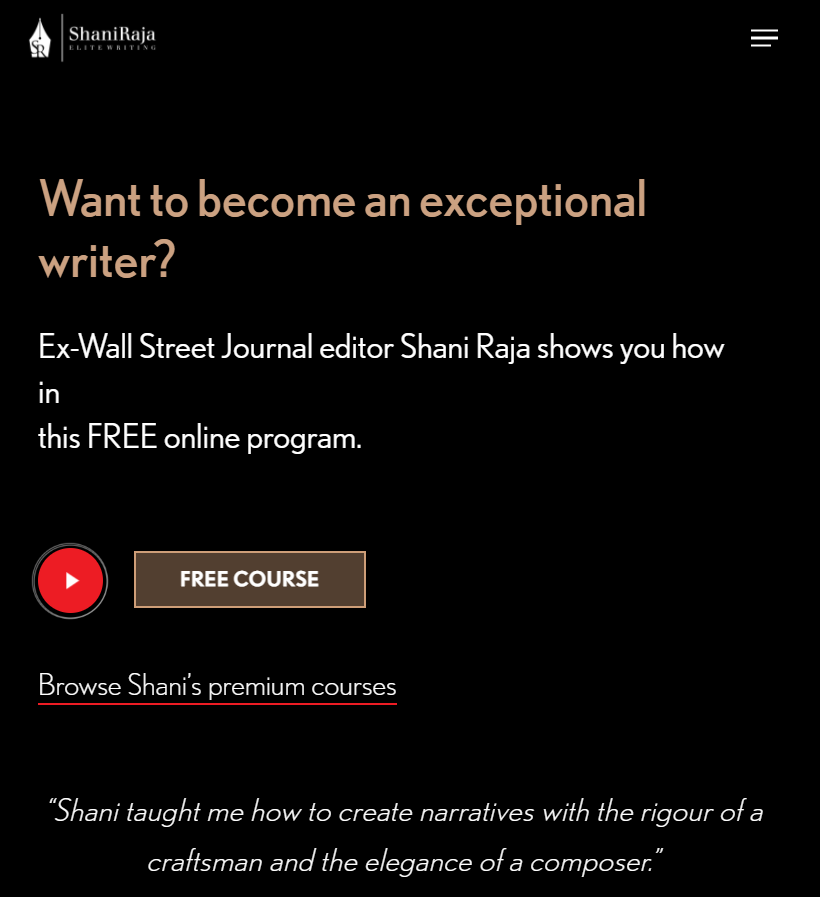 SR
ShaniRaja
ELITE WRITING
Want to become an exceptional
writer?
Ex-Wall Street Journal editor Shani Raja shows you how
in
this FREE online program.
FREE COURSE
Browse Shani's premium courses
“Shani taught me how to create narratives with the rigour of a
craftsman and the elegance of a composer.”